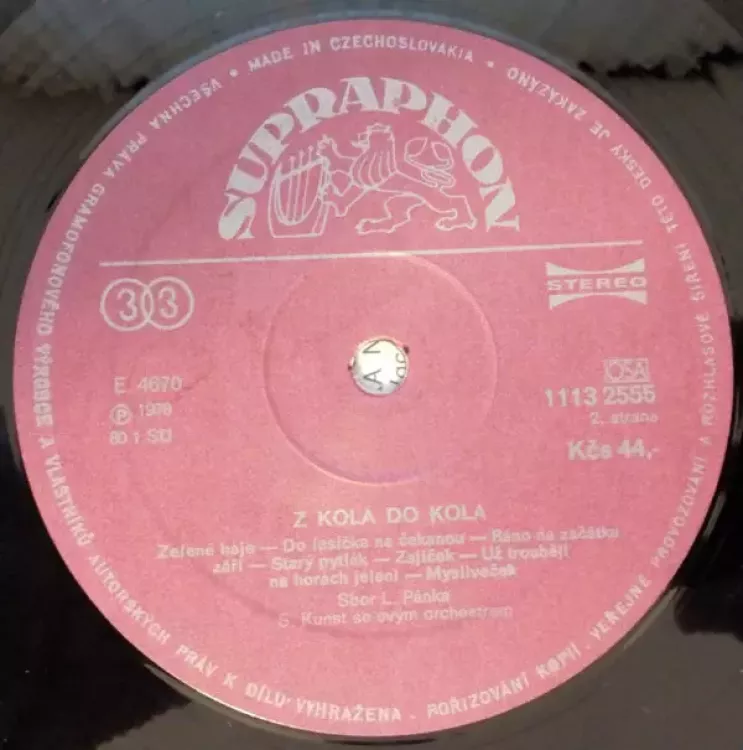 VŠECHNA PRÁVA GRAMOFONOVÉHO VÝROBCE A VLASTNÍKŮ AUTORSKÝCH PRÁV K DÍLU VYHRAŽENA · POŘIZOVÁNÍ KOPIÍ, VEŘEJNÉ PROVOZOVÁNÍ A ROZHLASOVÉ ŠÍŘENÍ TÉTO DESKY JE ZAKÁZÁNO · MADE IN CZECHOSLOVAKIA ·
SUPRAPHON
33
STEREO
E 4670
OSA
1113 2555
Ⓟ 1978
2. strana
80 1 S13
Kčs 44,-
Z KOLA DO KOLA
Zelené háje — Do lesíčka na čekanou — Ráno na začátku
září — Starý pytlák — Zajíček — Už troubějí
na horách jeleni — Mysliveček
Sbor L. Pánka
G. Kunst se svým orchestrem